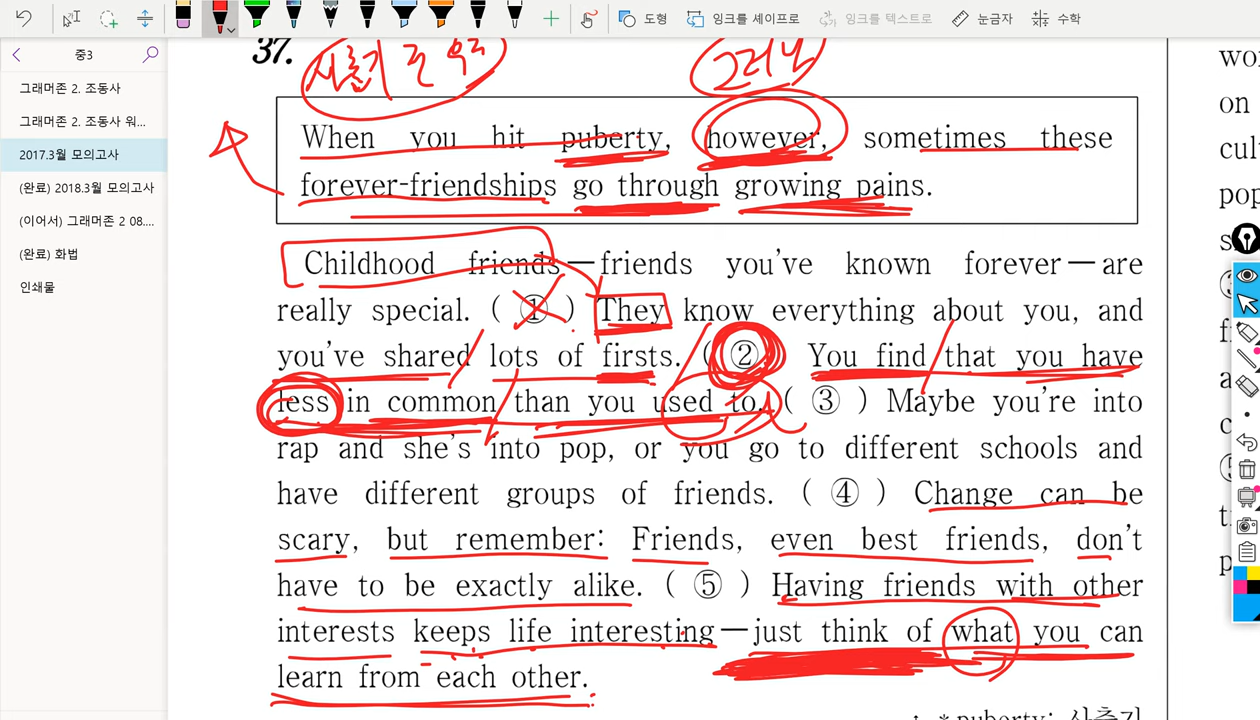 도형
잉크를 셰이프로
잉크를 텍스트로
눈금자
수학
중3
그래머존 2. 조동사
그래머존 2. 조동사 워...
2017.3월 모의고사
(완료) 2018.3월 모의고사
(이어서) 그래머존 2 08....
(완료) 화법
인쇄물
37.
사춘기
그러나
When you hit puberty, however, sometimes these
forever-friendships go through growing pains.
Childhood friends—friends you've known forever—are
really special. ( ① ) They know everything about you, and
you've shared lots of firsts. ( ② ) You find that you have
less in common than you used to. ( ③ ) Maybe you're into
rap and she's into pop, or you go to different schools and
have different groups of friends. ( ④ ) Change can be
scary, but remember: Friends, even best friends, don't
have to be exactly alike. ( ⑤ ) Having friends with other
interests keeps life interesting—just think of what you can
learn from each other.
* puberty: 사춘기
on